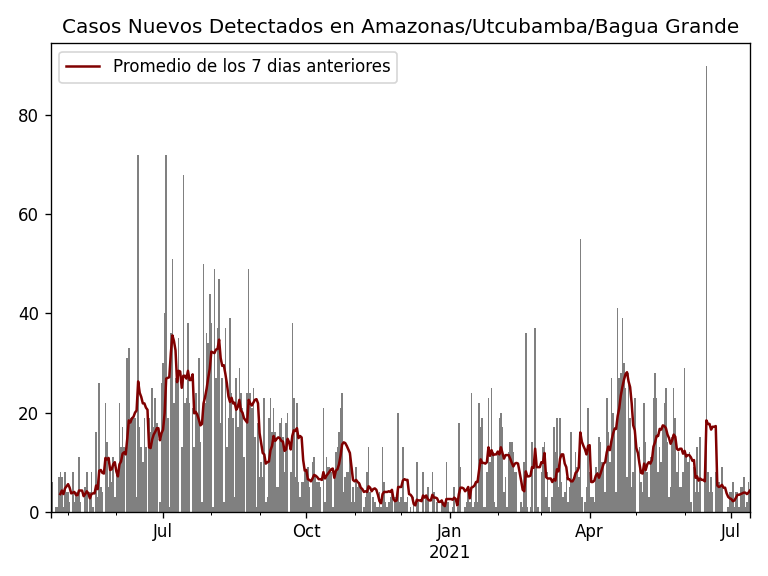 Casos Nuevos Detectados en Amazonas/Utcubamba/Bagua Grande
Promedio de los 7 dias anteriores
80
60
40
20
0
Jul
Oct
Jan
2021
Apr
Jul